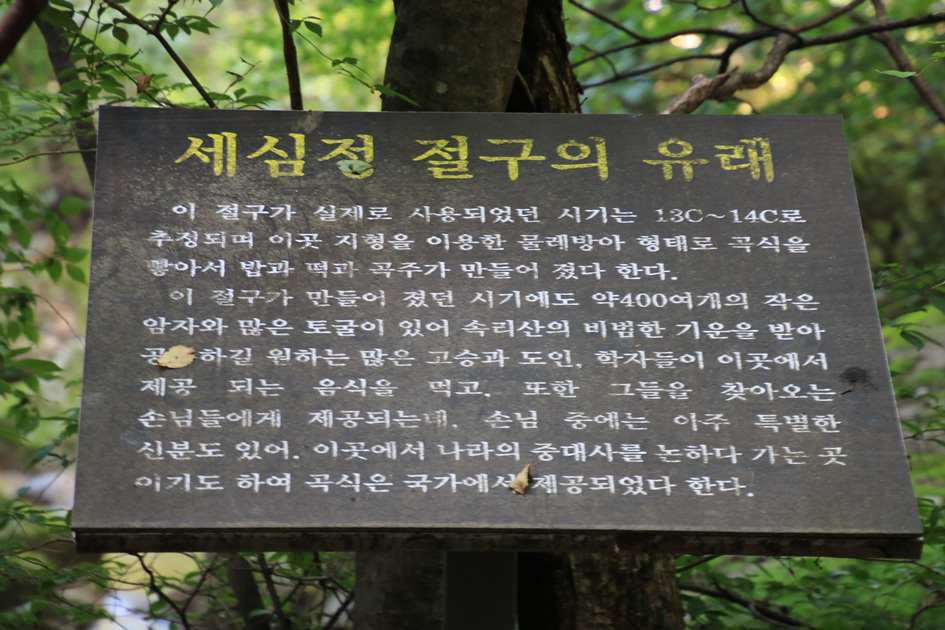 세심정 절구의 유래
이 절구가 실제로 사용되었던 시기는 13C~14C로
추정되며 이곳 지형을 이용한 물레방아 형태로 곡식을
빻아서 밥과 떡과 곡주가 만들어 졌다 한다.
이 절구가 만들어 졌던 시기에도 약400여개의 작은
암자와 많은 토굴이 있어 속리산의 비범한 기운을 받아
하길 원하는 많은 고승과 도인, 학자들이 이곳에서
제공 되는 음식을 먹고, 또한 그들을 찾아오는
손님들에게 제공되는데, 손님 중에는 아주 특별한
신분도 있어, 이곳에서 나라의 중대사를 논하다 가는 곳
이기도 하여 곡식은 국가에서 제공되었다 한다.